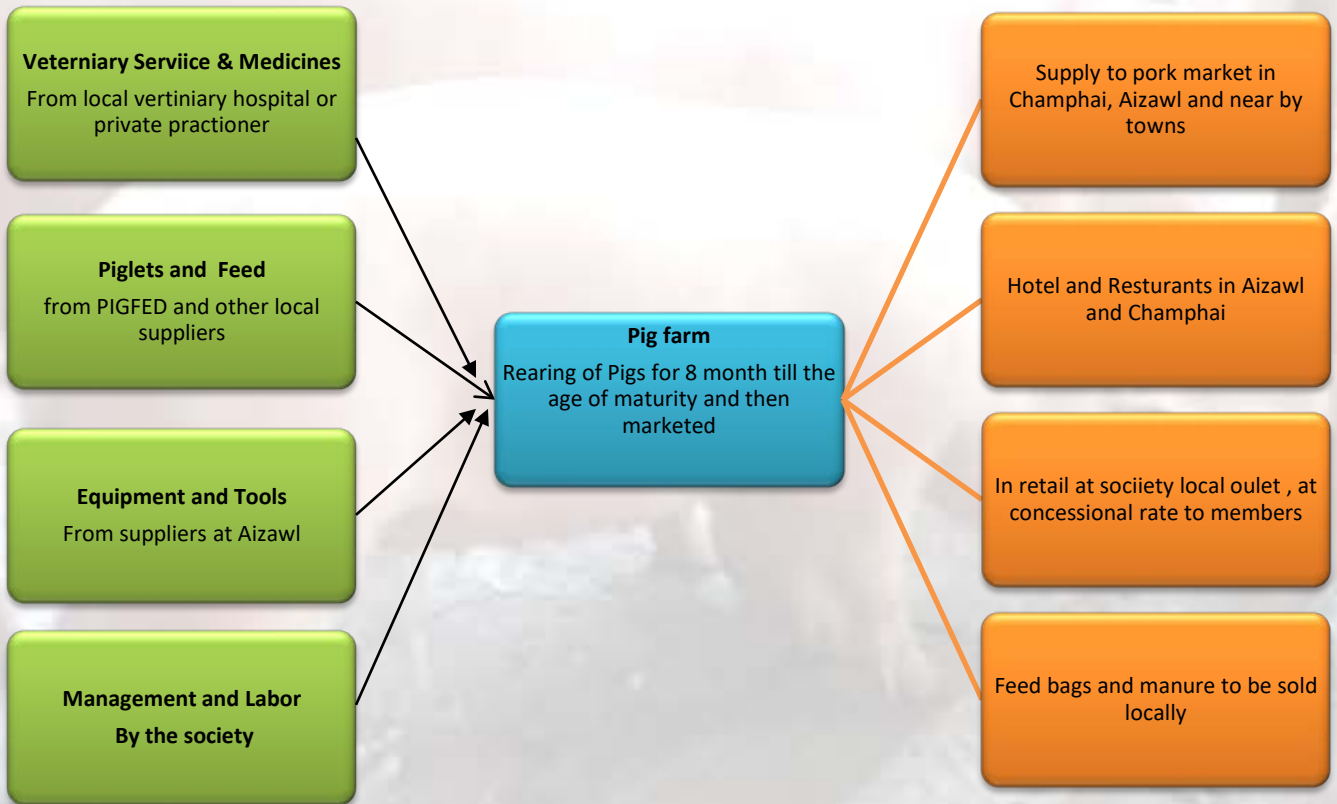 Veterniary Serviice & Medicines
From local vertiniary hospital or
private practioner
Piglets and Feed
from PIGFED and other local
suppliers
Equipment and Tools
From suppliers at Aizawl
Management and Labor
By the society
Pig farm
Rearing of Pigs for 8 month till the
age of maturity and then
marketed
Supply to pork market in
Champhai, Aizawl and near by
towns
Hotel and Resturants in Aizawl
and Champhai
In retail at sociiety local oulet , at
concessional rate to members
Feed bags and manure to be sold
locally